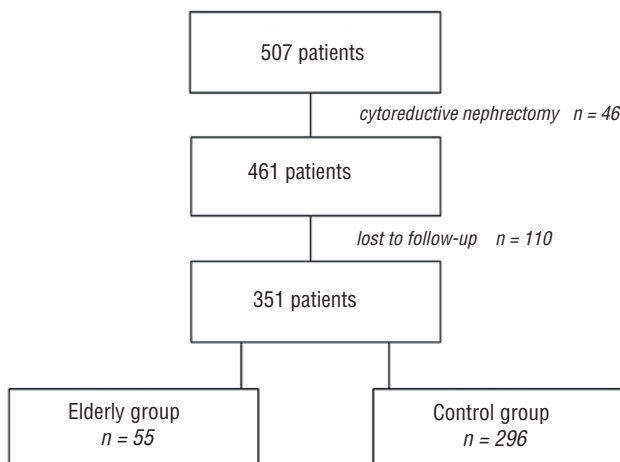 507 patients
cytoreductive nephrectomy n = 46
461 patients
lost to follow-up n = 110
351 patients
Elderly group
n = 55
Control group
n = 296